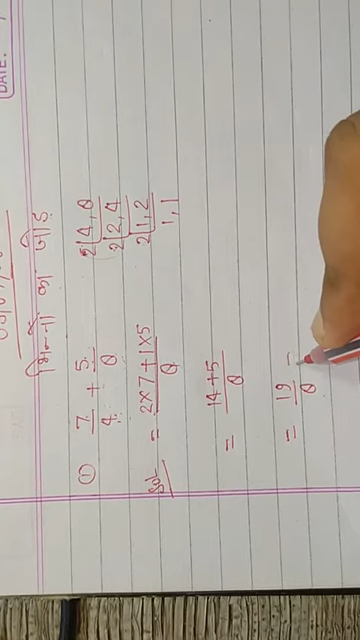 DATE:
भिन्नों का जोड़
① 7/4 + 5/8
2|4, 8
2|2, 4
2|1, 2
1, 1
Sol = 2×7+1×5/8
= 14+5/8
= 19/8